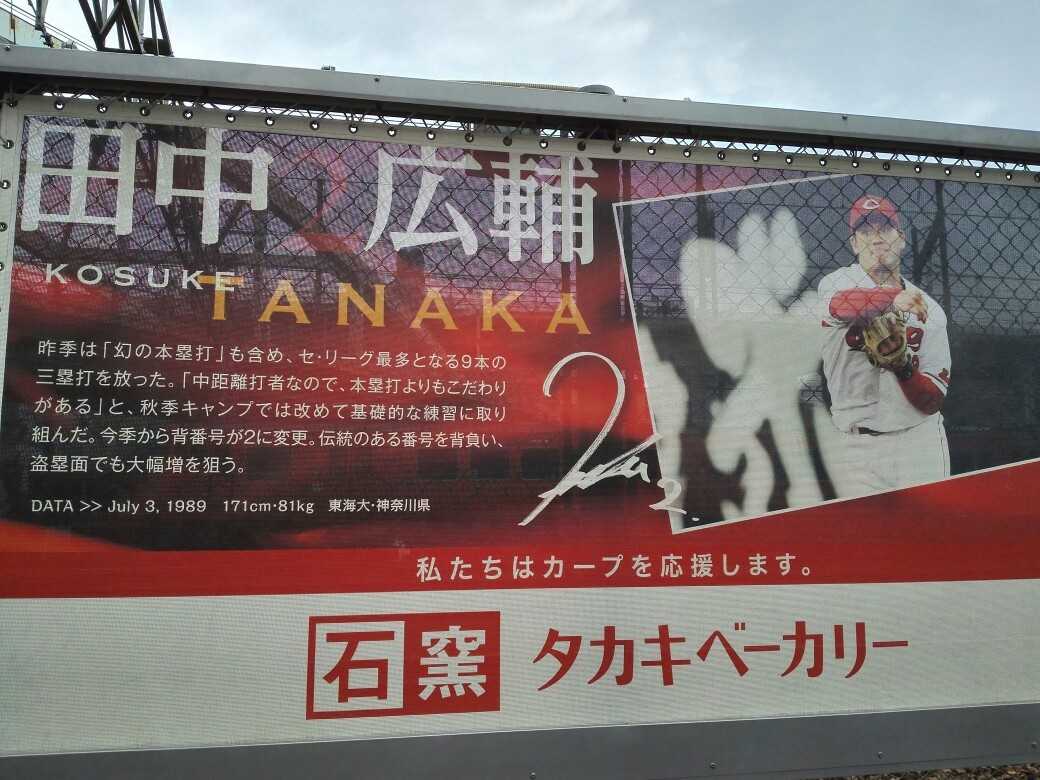 田中 広輔
KOSUKE
TANAKA
昨季は「幻の本塁打」も含め、セ・リーグ最多となる9本の
三塁打を放った。「中距離打者なので、本塁打よりもこだわり
がある」と、秋季キャンプでは改めて基礎的な練習に取り
組んだ。今季から背番号が2に変更。伝統のある番号を背負い、
盗塁面でも大幅増を狙う。
DATA >> July 3, 1989 171cm・81kg 東海大・神奈川県
2
C
私たちはカープを応援します。
石窯 タカキベーカリー